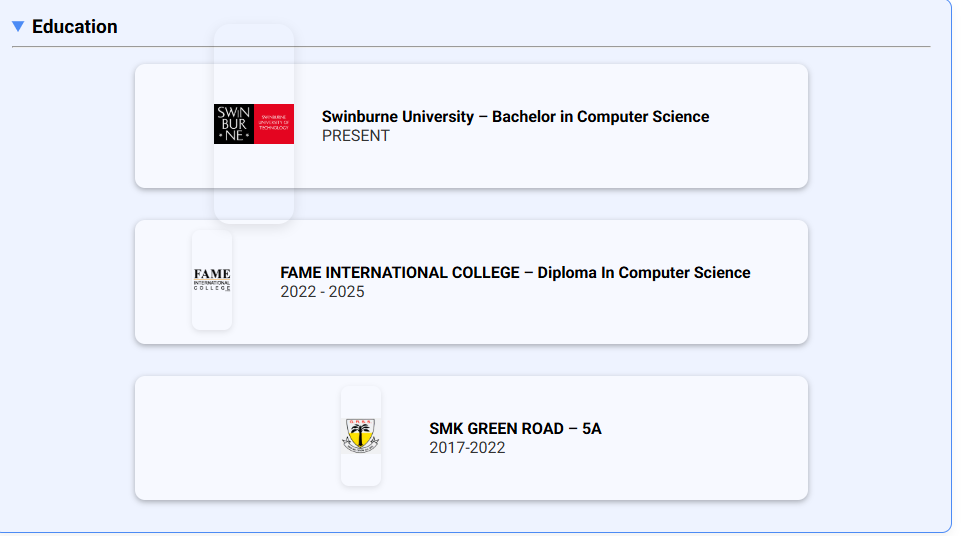 Education
SWIN
BUR
NE
SWINBURNE
UNIVERSITY OF
TECHNOLOGY
Swinburne University – Bachelor in Computer Science
PRESENT
FAME
INTERNATIONAL
COLLEGE
FAME INTERNATIONAL COLLEGE – Diploma In Computer Science
2022 - 2025
SMK GREEN ROAD – 5A
2017-2022